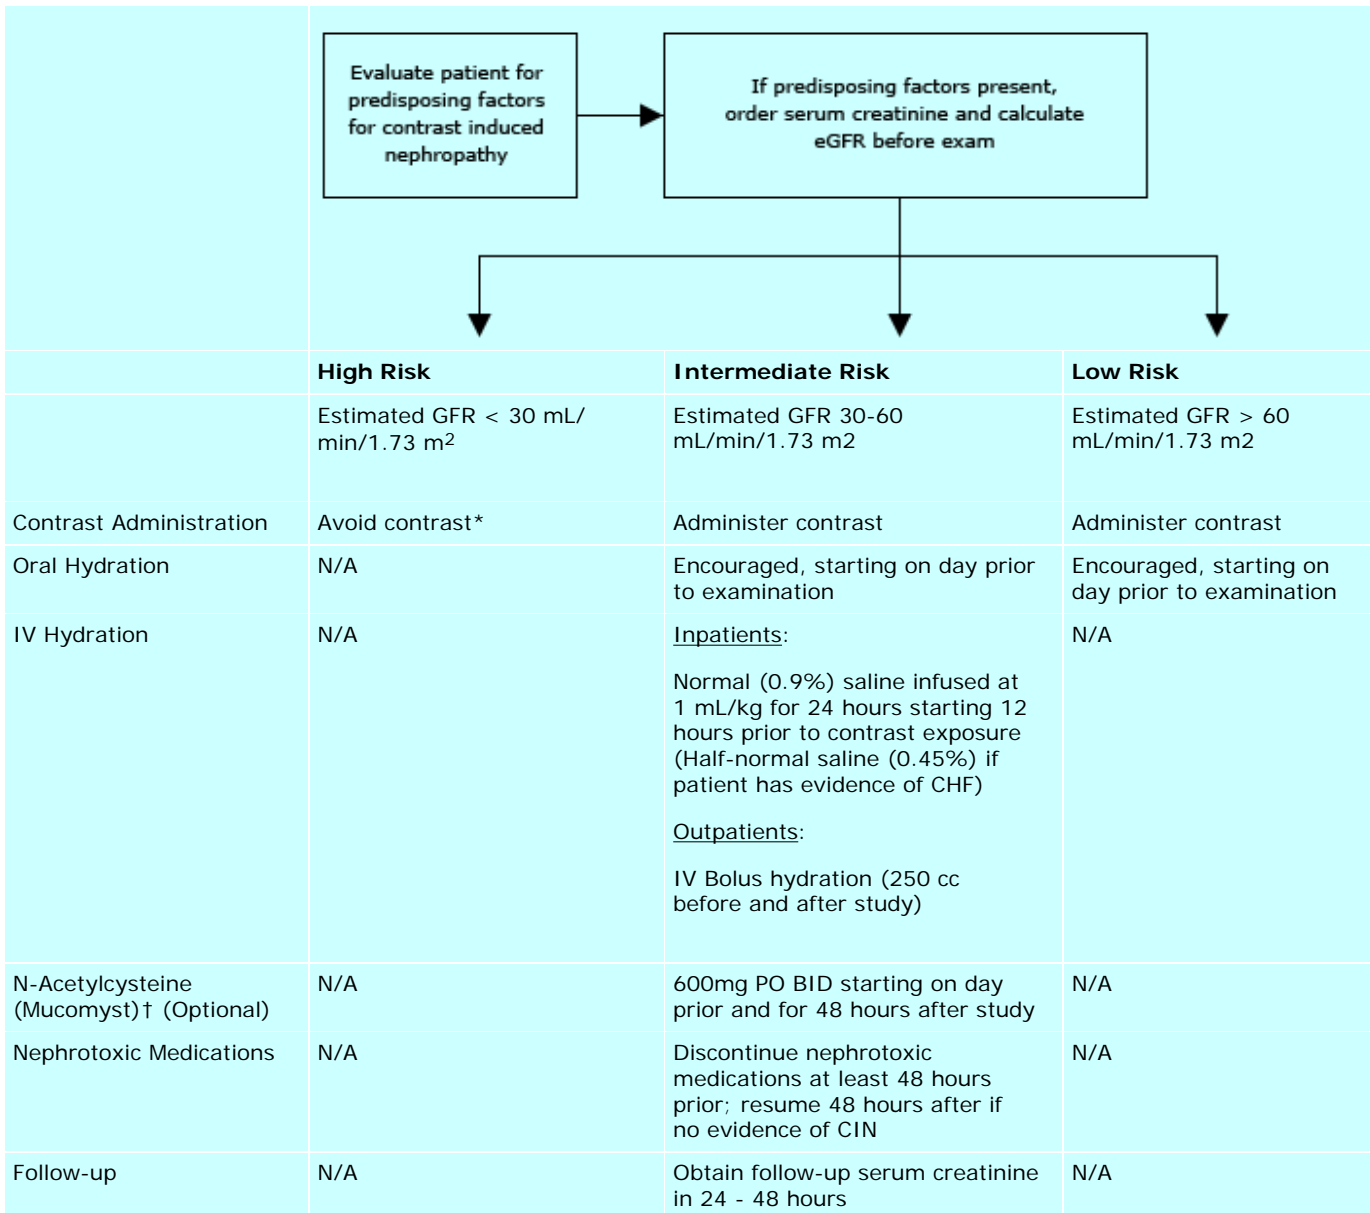 Evaluate patient for
predisposing factors
for contrast induced
nephropathy
If predisposing factors present,
order serum creatinine and calculate
eGFR before exam
High Risk
Intermediate Risk
Low Risk
Estimated GFR < 30 mL/
min/1.73 m2
Estimated GFR 30-60
mL/min/1.73 m2
Estimated GFR > 60
mL/min/1.73 m2
Contrast Administration
Avoid contrast*
Administer contrast
Administer contrast
Oral Hydration
N/A
Encouraged, starting on day prior
to examination
Encouraged, starting on
day prior to examination
IV Hydration
N/A
Inpatients:
Normal (0.9%) saline infused at
1 mL/kg for 24 hours starting 12
hours prior to contrast exposure
(Half-normal saline (0.45%) if
patient has evidence of CHF)
Outpatients:
IV Bolus hydration (250 cc
before and after study)
N/A
N-Acetylcysteine
(Mucomyst)† (Optional)
N/A
600mg PO BID starting on day
prior and for 48 hours after study
N/A
Nephrotoxic Medications
N/A
Discontinue nephrotoxic
medications at least 48 hours
prior; resume 48 hours after if
no evidence of CIN
N/A
Follow-up
N/A
Obtain follow-up serum creatinine
in 24 - 48 hours
N/A